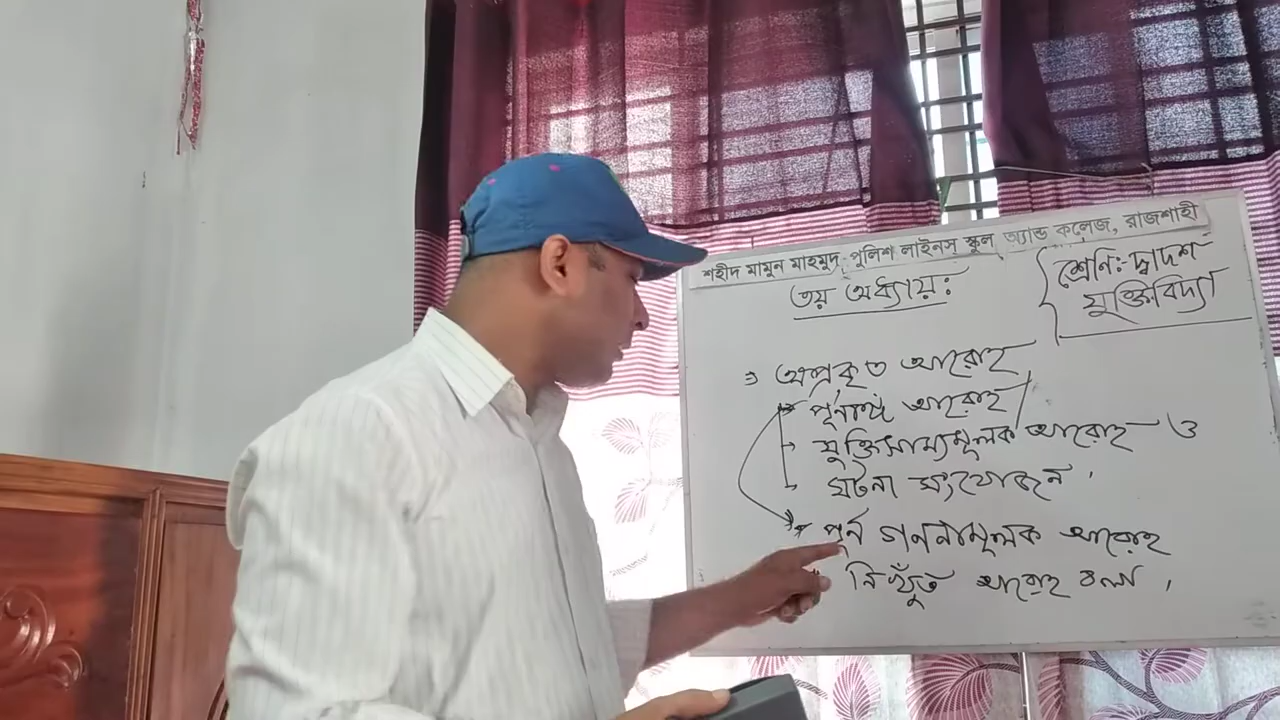 শহীদ মামুন মাহমুদ পুলিশ লাইনস স্কুল অ্যান্ড কলেজ, রাজশাহী
৩য় অধ্যায়ঃ
শ্রেণিঃ দ্বাদশ
যুক্তিবিদ্যা
অপ্রকৃত আরোহ
পূর্ণাঙ্গ আরোহ
যুক্তিসাম্যমূলক আরোহ ও
ঘটনা সংযোজন ।
পূর্ন গননামূলক আরোহ
নিখুঁত আরোহ বলা ।